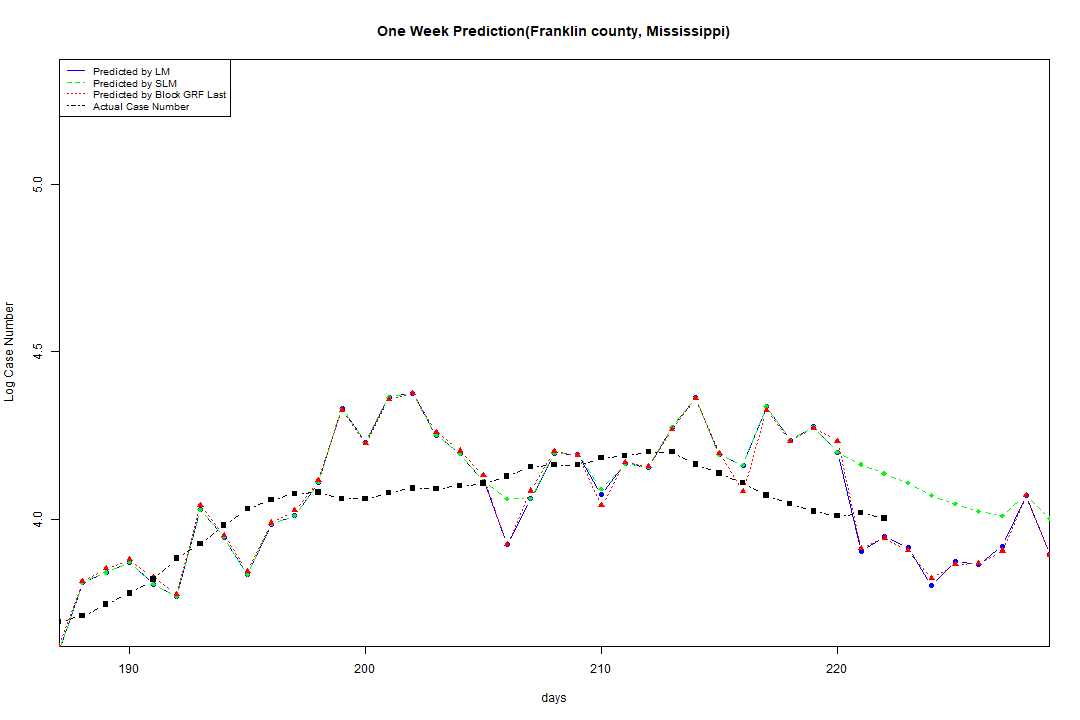 One Week Prediction(Franklin county, Mississippi)
Predicted by LM
Predicted by SLM
Predicted by Block GRF Last
Actual Case Number
Log Case Number
5.0
4.5
4.0
190 200 210 220
days